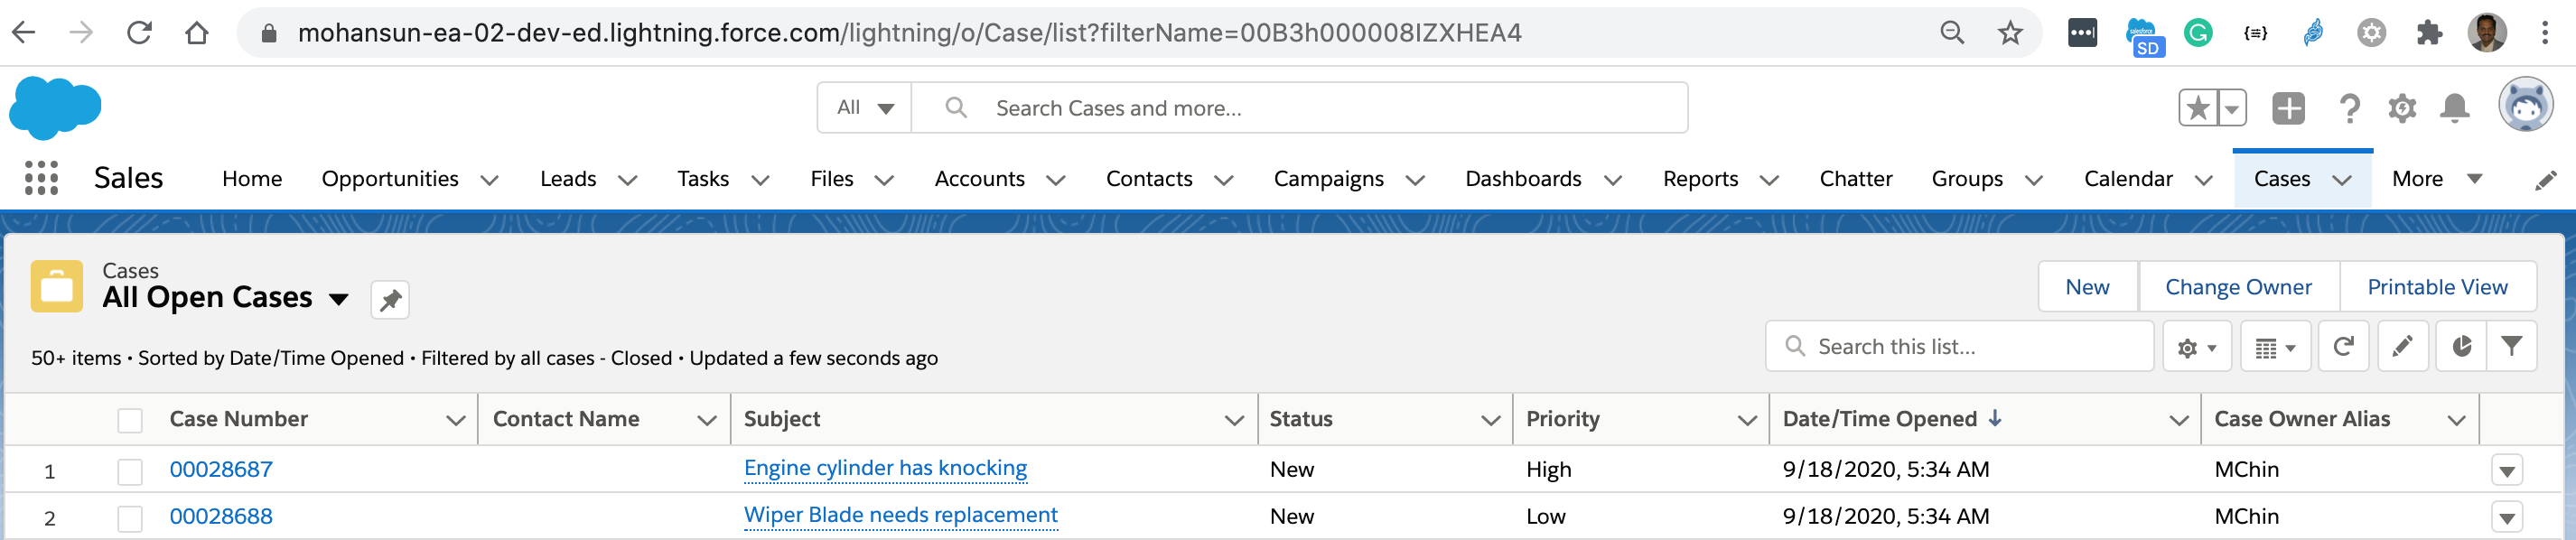 mohansun-ea-02-dev-ed.lightning.force.com/lightning/o/Case/list?filterName=00B3h000008IZXHEA4
SD
All Search Cases and more...
Sales Home Opportunities Leads Tasks Files Accounts Contacts Campaigns Dashboards Reports Chatter Groups Calendar Cases More
Cases
All Open Cases
New Change Owner Printable View
50+ items • Sorted by Date/Time Opened • Filtered by all cases - Closed • Updated a few seconds ago
Search this list...
Case Number Contact Name Subject Status Priority Date/Time Opened Case Owner Alias
1 00028687 Engine cylinder has knocking New High 9/18/2020, 5:34 AM MChin
2 00028688 Wiper Blade needs replacement New Low 9/18/2020, 5:34 AM MChin